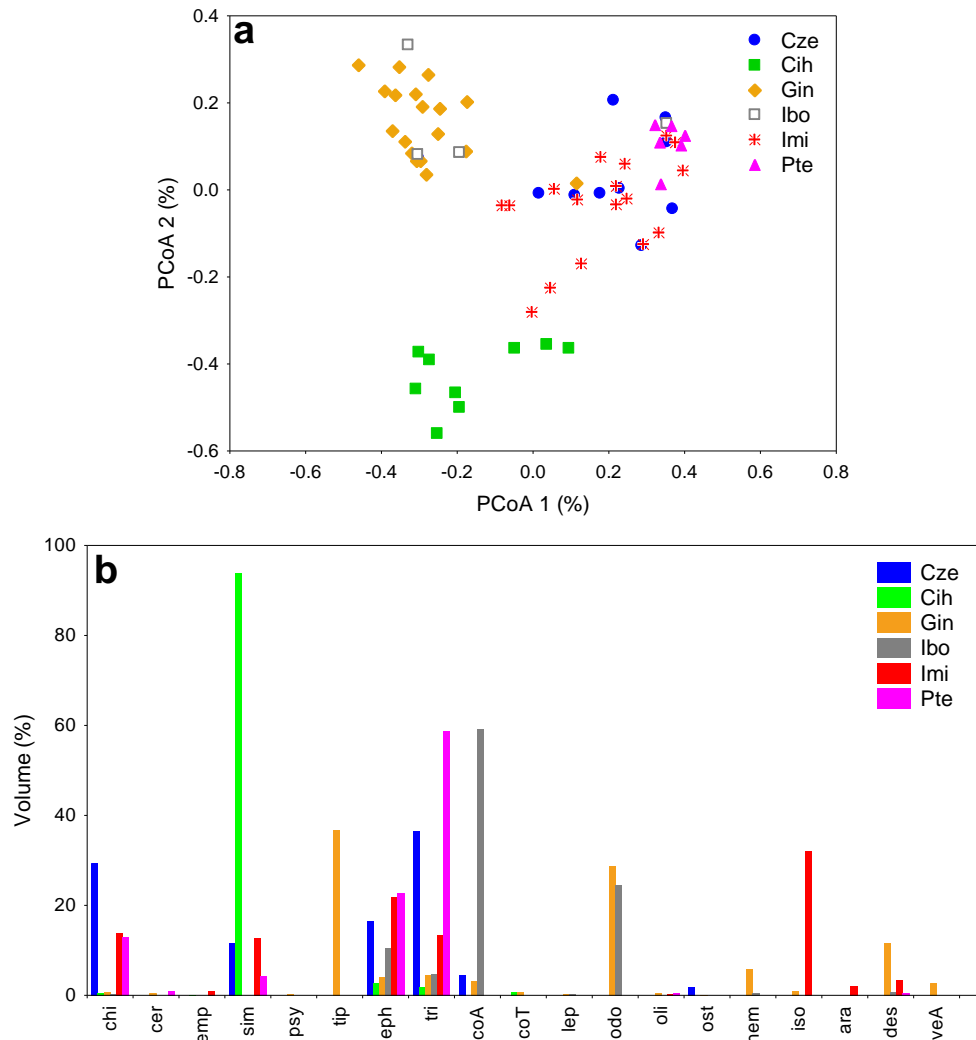 a
0.4
0.2
0.0
-0.2
-0.4
-0.6
PCoA 2 (%)
-0.8
-0.6
-0.4
-0.2
0.0
0.2
0.4
0.6
0.8
PCoA 1 (%)
Cze
Cih
Gin
Ibo
Imi
Pte
b
100
80
60
40
20
0
Volume (%)
Cze
Cih
Gin
Ibo
Imi
Pte
chi
cer
emp
sim
psy
tip
eph
tri
coA
coT
lep
odo
oli
ost
iso
ara
des
veA